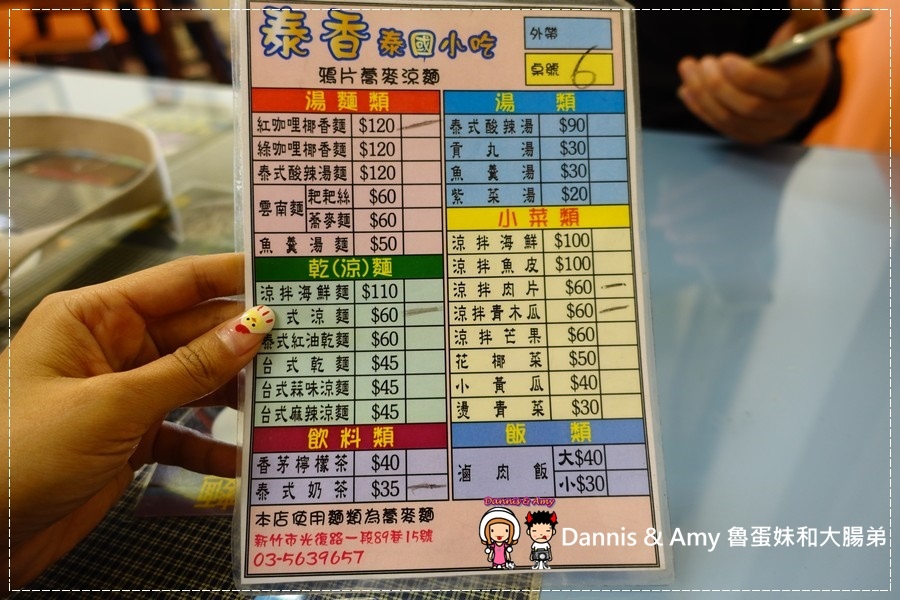 泰香 泰國小吃
鴉片蕎麥涼麵
外帶
桌號 6
湯麵類
紅咖哩椰香麵 $120
綠咖哩椰香麵 $120
泰式酸辣湯麵 $120
雲南麵 粑粑絲 $60
蕎麥麵 $60
魚羹湯麵 $50
乾(涼)麵
涼拌海鮮麵 $110
式涼麵 $60
泰式紅油乾麵 $60
台式乾麵 $45
台式蒜味涼麵 $45
台式麻辣涼麵 $45
飲料類
香茅檸檬茶 $40
泰式奶茶 $35
湯類
泰式酸辣湯 $90
貢丸湯 $30
魚羹湯 $30
紫菜湯 $20
小菜類
涼拌海鮮 $100
涼拌魚皮 $100
涼拌肉片 $60
涼拌青木瓜 $60
涼拌芒果 $60
花椰菜 $50
小黃瓜 $40
燙青菜 $30
飯類
滷肉飯 大$40
小$30
本店使用麵類為蕎麥麵
新竹市光復路一段89巷15號
03-5639657
Dannis & Amy
Dannis & Amy 魯蛋妹和大腸弟